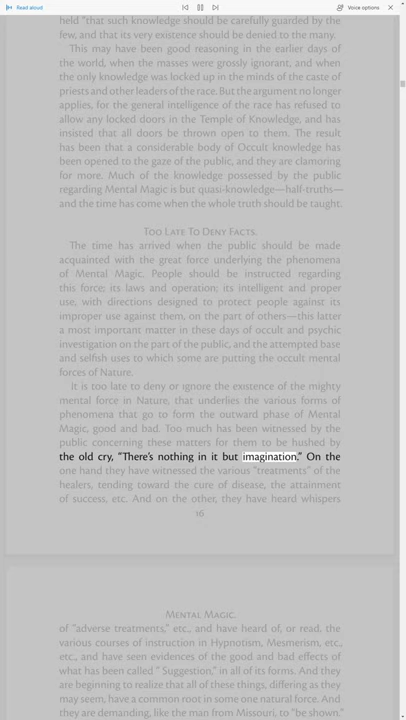 Read aloud
Voice options
held "that such knowledge should be carefully guarded by the
few, and that its very existence should be denied to the many.
This may have been good reasoning in the earlier days of
the world, when the masses were grossly ignorant, and when
the only knowledge was locked up in the minds of the caste of
priests and other leaders of the race. But the argument no longer
applies, for the general intelligence of the race has refused to
allow any locked doors in the Temple of Knowledge, and has
insisted that all doors be thrown open to them. The result
has been that a considerable body of Occult knowledge has
been opened to the gaze of the public, and they are clamoring
for more. Much of the knowledge possessed by the public
regarding Mental Magic is but quasi-knowledge—half-truths—
and the time has come when the whole truth should be taught.
Too Late To Deny Facts.
The time has arrived when the public should be made
acquainted with the great force underlying the phenomena
of Mental Magic. People should be instructed regarding
this force; its laws and operation; its intelligent and proper
use, with directions designed to protect people against its
improper use against them, on the part of others—this latter
a most important matter in these days of occult and psychic
investigation on the part of the public, and the attempted base
and selfish uses to which some are putting the occult mental
forces of Nature.
It is too late to deny or ignore the existence of the mighty
mental force in Nature, that underlies the various forms of
phenomena that go to form the outward phase of Mental
Magic, good and bad. Too much has been witnessed by the
public concerning these matters for them to be hushed by
the old cry, "There's nothing in it but imagination." On the
one hand they have witnessed the various "treatments" of the
healers, tending toward the cure of disease, the attainment
of success, etc. And on the other, they have heard whispers
16
Mental Magic.
of "adverse treatments," etc., and have heard of, or read, the
various courses of instruction in Hypnotism, Mesmerism, etc.,
etc., and have seen evidences of the good and bad effects of
what has been called " Suggestion," in all of its forms. And they
are beginning to realize that all of these things, differing as they
may seem, have a common root in some one natural force. And
they are demanding, like the man from Missouri, to "be shown."